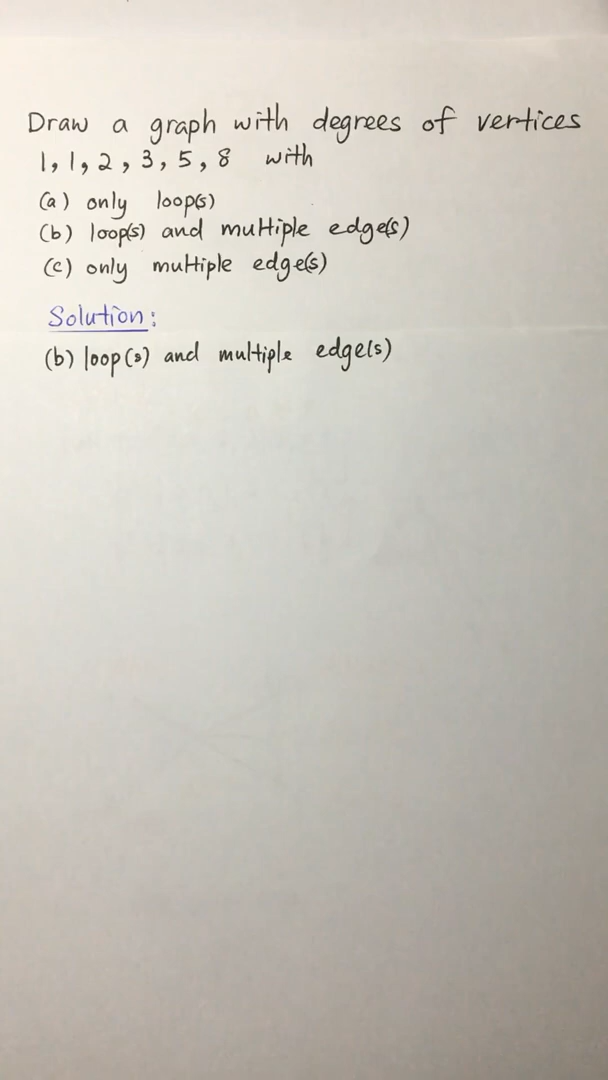 Draw a graph with degrees of vertices
1, 1, 2, 3, 5, 8 with
(a) only loop(s)
(b) loop(s) and multiple edge(s)
(c) only multiple edge(s)
Solution:
(b) loop(s) and multiple edge(s)